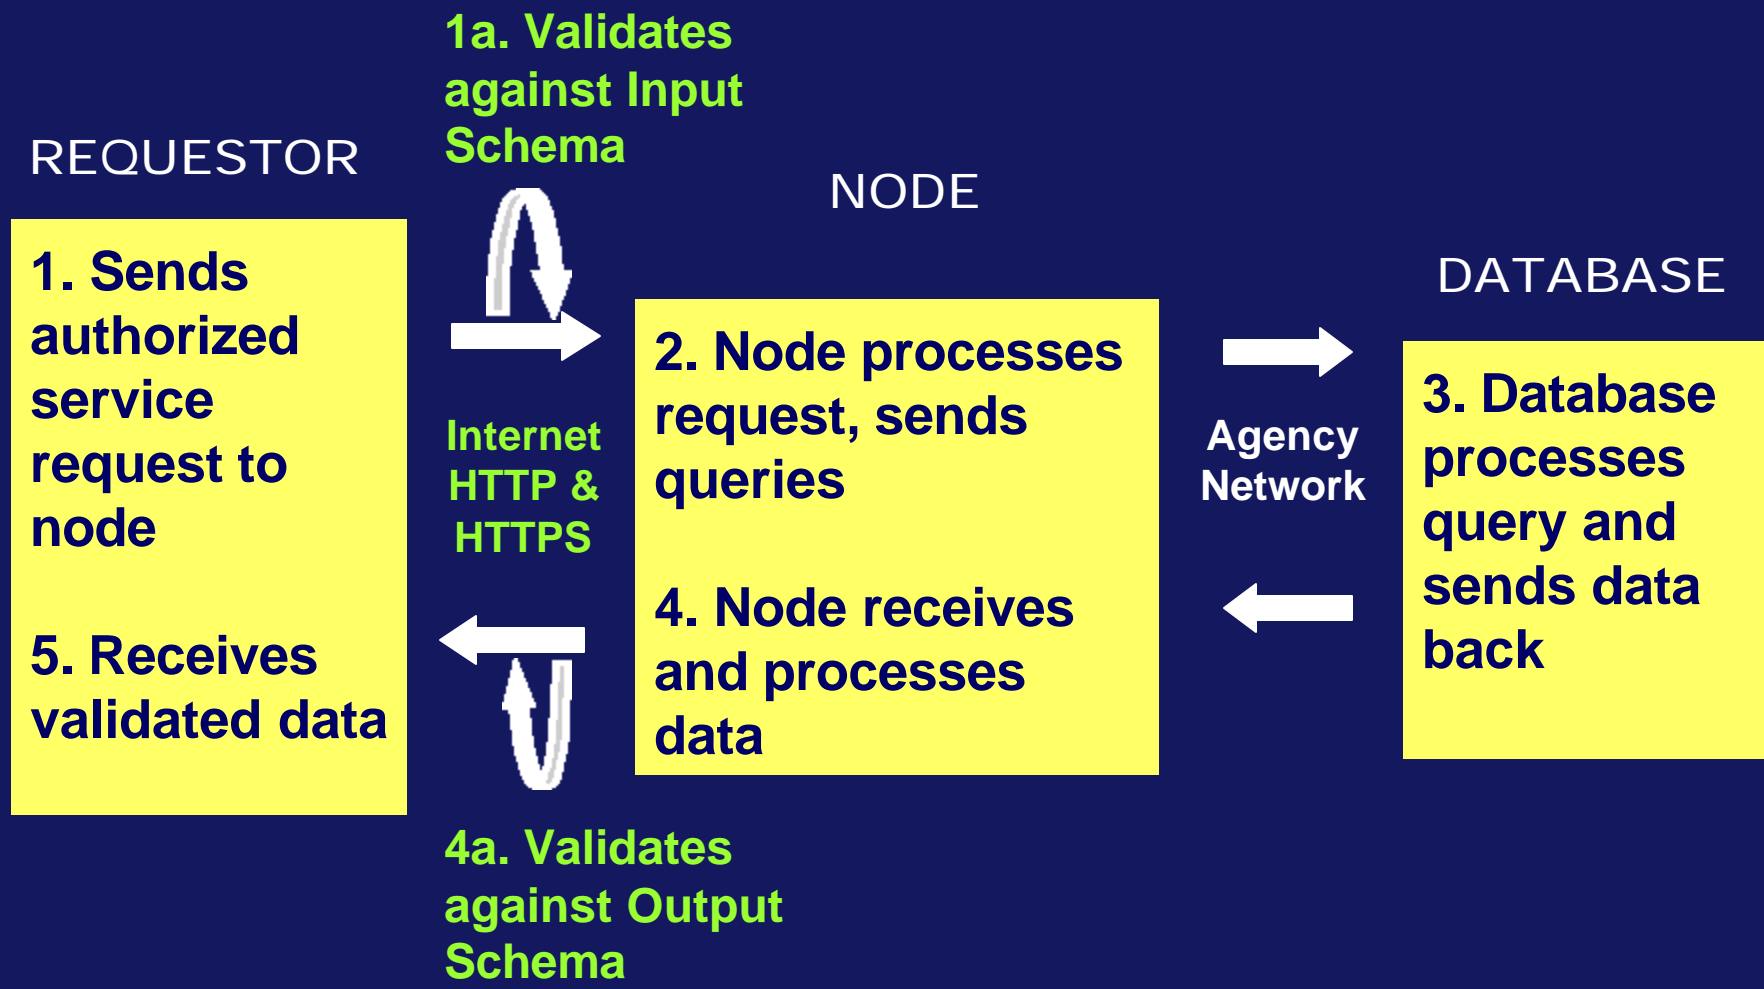 1a. Validates
against Input
Schema
REQUESTOR
NODE
DATABASE
1. Sends
authorized
service
request to
node
5. Receives
validated data
Internet
HTTP &
HTTPS
2. Node processes
request, sends
queries
4. Node receives
and processes
data
Agency
Network
3. Database
processes
query and
sends data
back
4a. Validates
against Output
Schema